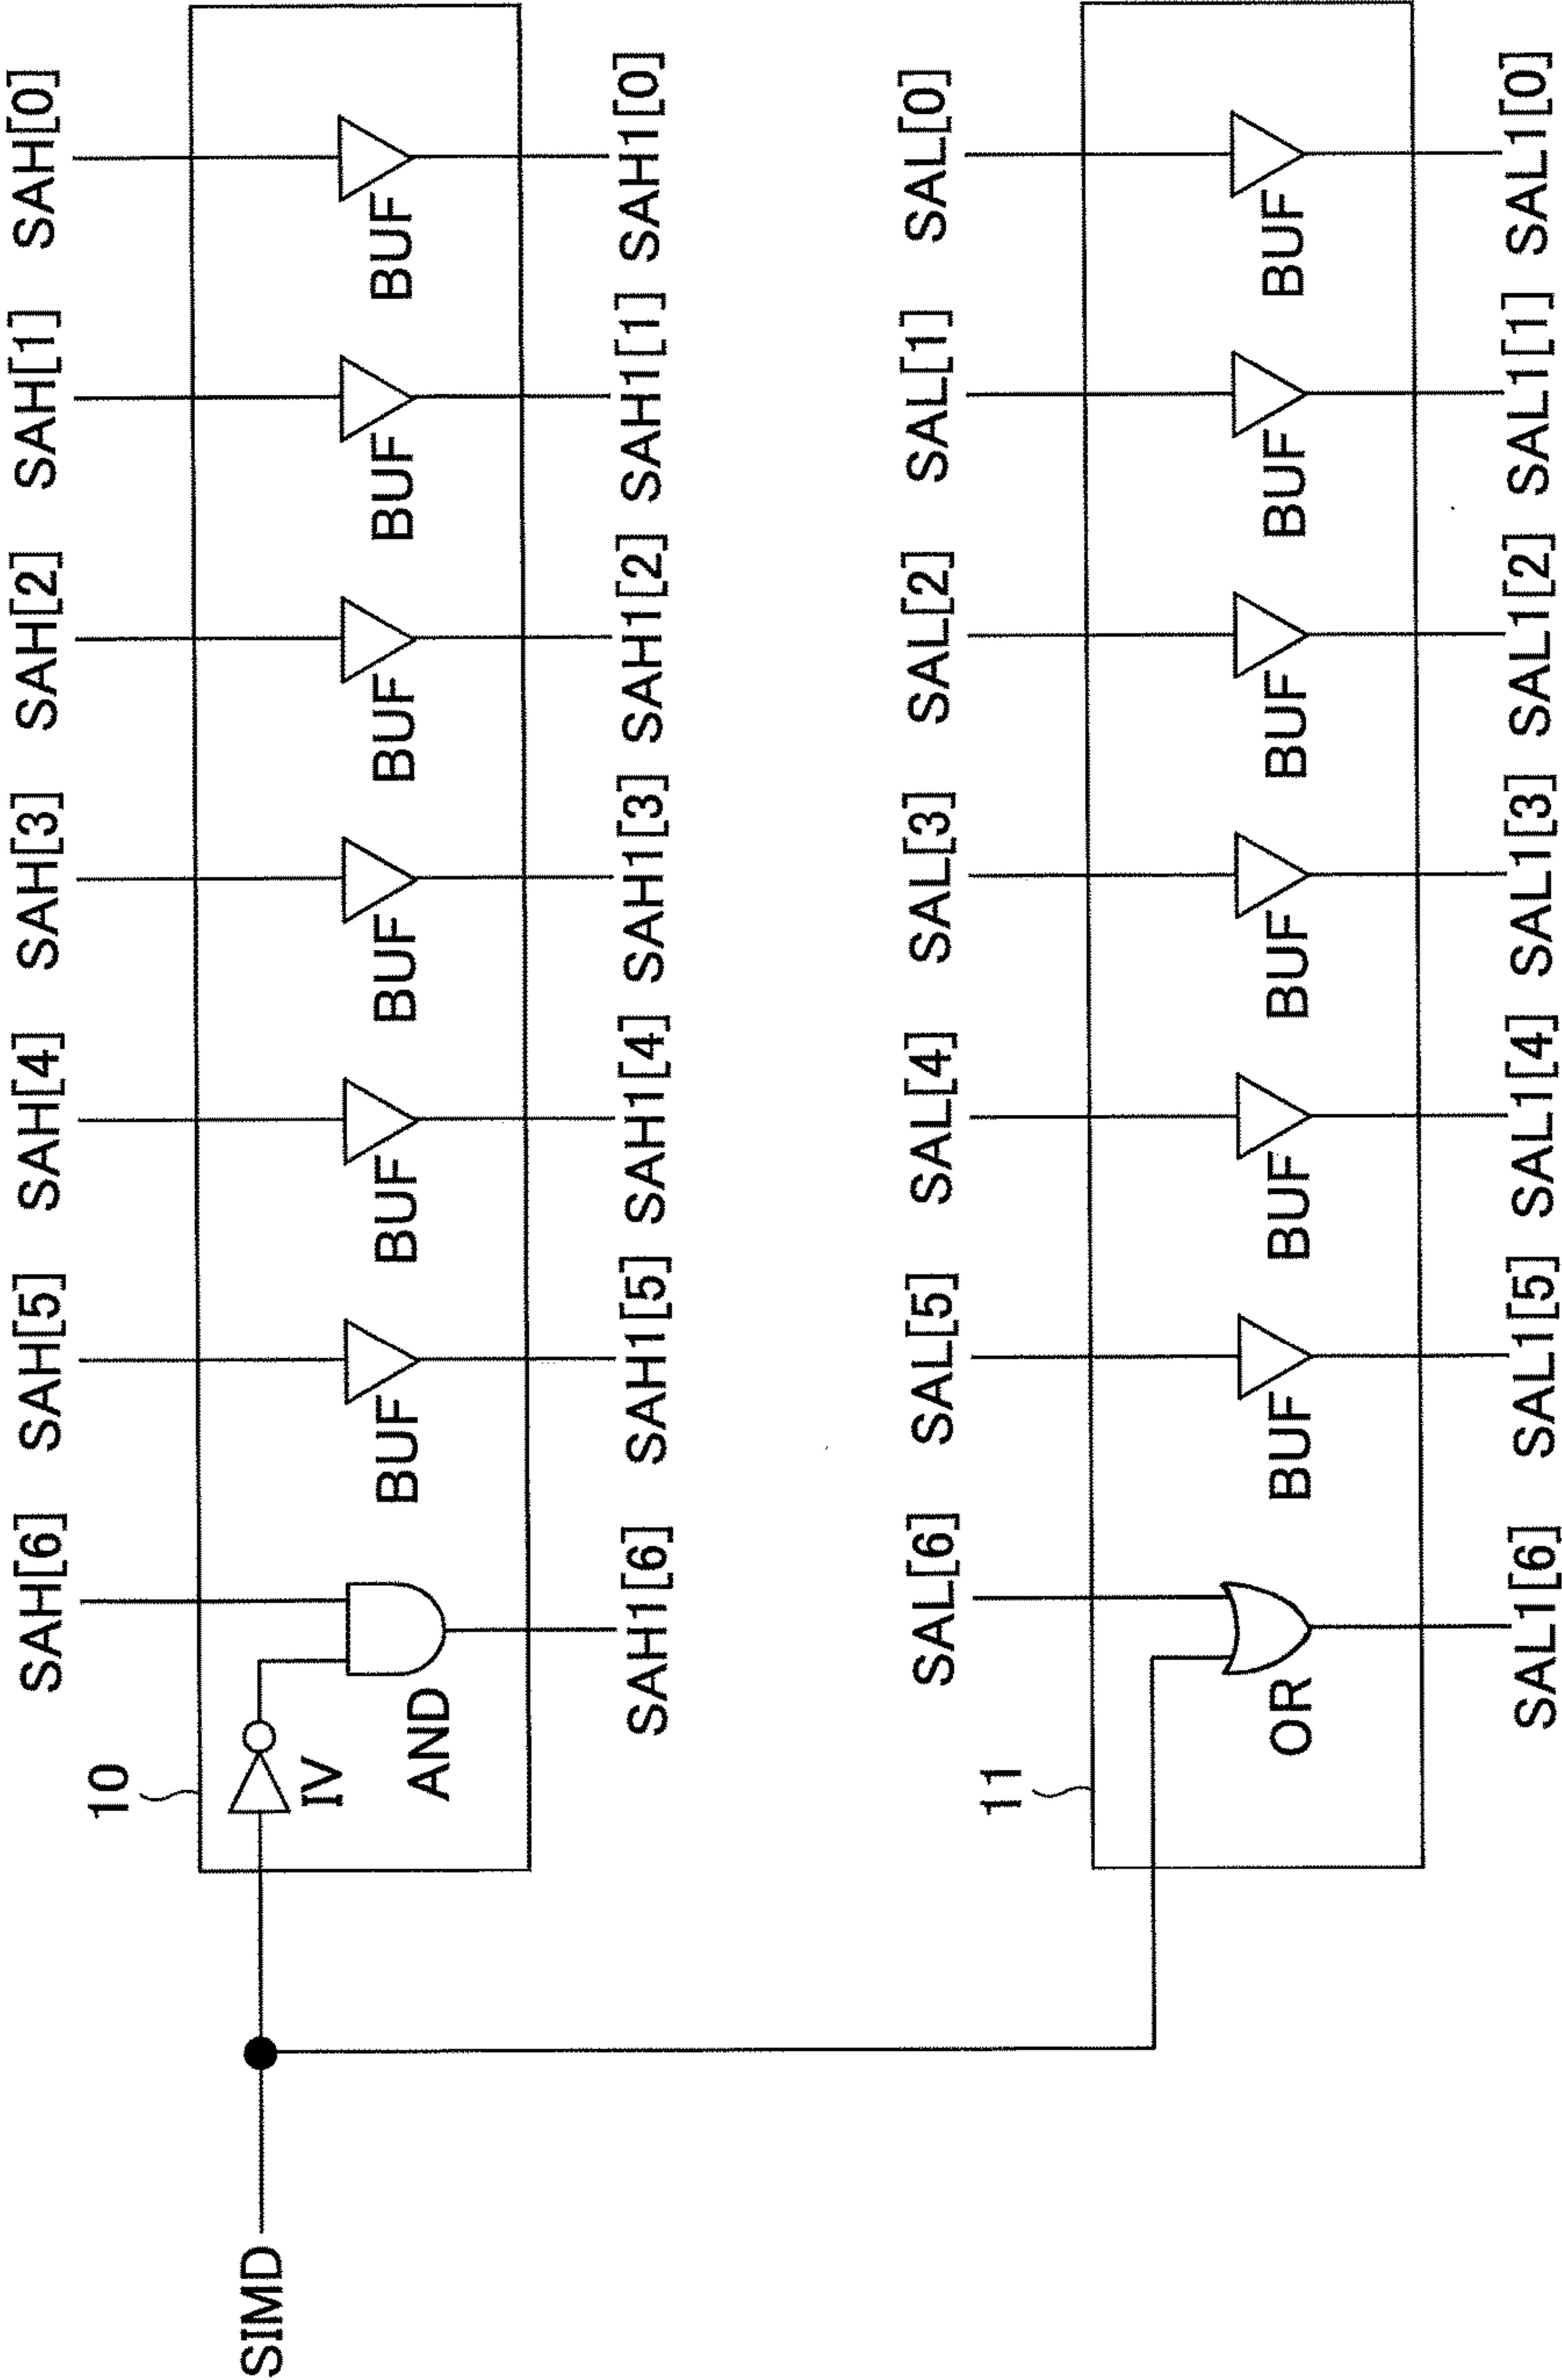 SAH[6] SAH[5] SAH[4] SAH[3] SAH[2] SAH[1] SAH[0]
10
IV
AND BUF BUF BUF BUF BUF BUF
SAH1[6] SAH1[5] SAH1[4] SAH1[3] SAH1[2] SAH1[1] SAH1[0]
SIMD
SAL[6] SAL[5] SAL[4] SAL[3] SAL[2] SAL[1] SAL[0]
11
OR BUF BUF BUF BUF BUF BUF
SAL1[6] SAL1[5] SAL1[4] SAL1[3] SAL1[2] SAL1[1] SAL1[0]